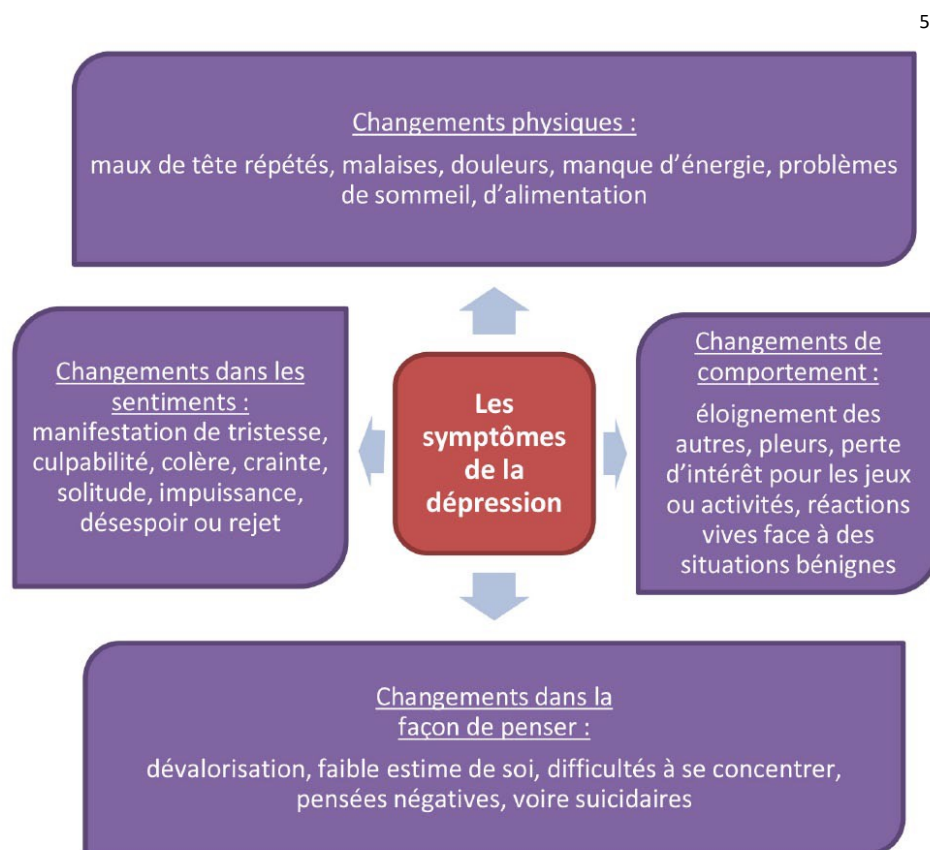 5
Changements physiques :
maux de tête répétés, malaises, douleurs, manque d’énergie, problèmes
de sommeil, d’alimentation
Changements dans les
sentiments :
manifestation de tristesse,
culpabilité, colère, crainte,
solitude, impuissance,
désespoir ou rejet
Les
symptômes
de la
dépression
Changements de
comportement :
éloignement des
autres, pleurs, perte
d’intérêt pour les jeux
ou activités, réactions
vives face à des
situations bénignes
Changements dans la
façon de penser :
dévalorisation, faible estime de soi, difficultés à se concentrer,
pensées négatives, voire suicidaires